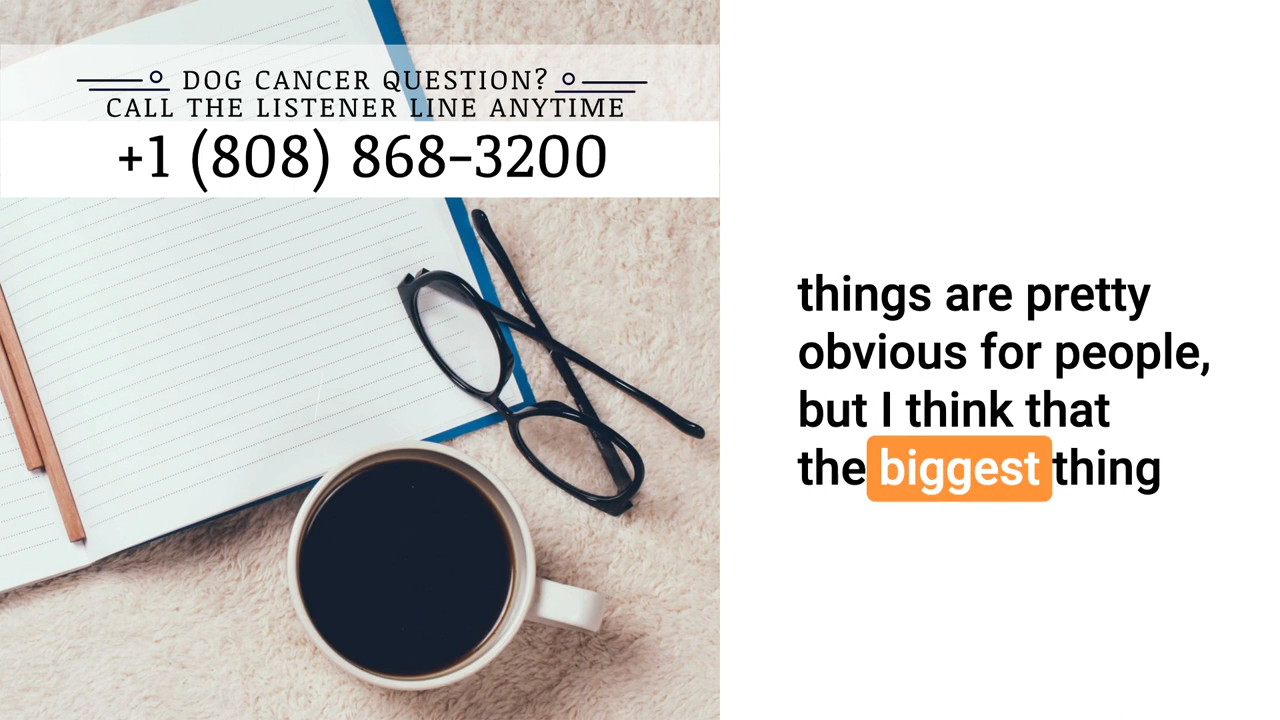 DOG CANCER QUESTION?
CALL THE LISTENER LINE ANYTIME
+1 (808) 868-3200
things are pretty
obvious for people,
but I think that
the biggest thing